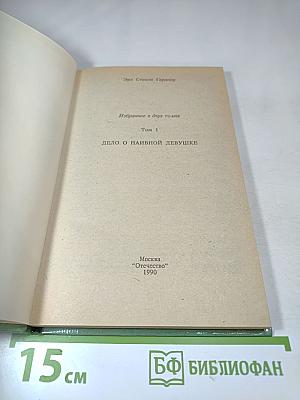 Эрл Стенли Гарднер
Избранное в двух томах
Том 1
ДЕЛО О НАИВНОЙ ДЕВУШКЕ
Москва
"Отечество"
1990
15 см
БФ БИБЛИОФАН